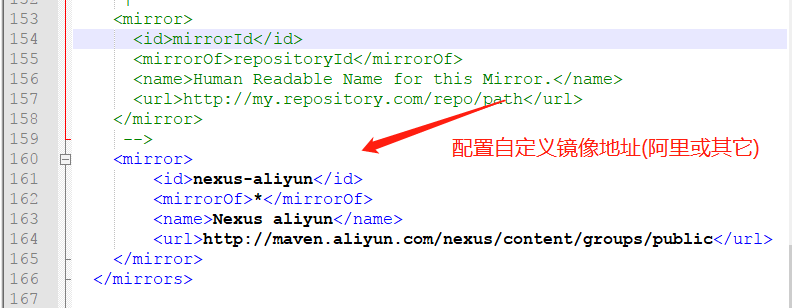 153 <mirror>
154 <id>mirrorId</id>
155 <mirrorOf>repositoryId</mirrorOf>
156 <name>Human Readable Name for this Mirror.</name>
157 <url>http://my.repository.com/repo/path</url>
158 </mirror>
159 -->
160 <mirror>
配置自定义镜像地址(阿里或其它)
161 <id>nexus-aliyun</id>
162 <mirrorOf>*</mirrorOf>
163 <name>Nexus aliyun</name>
164 <url>http://maven.aliyun.com/nexus/content/groups/public</url>
165 </mirror>
166 </mirrors>
167